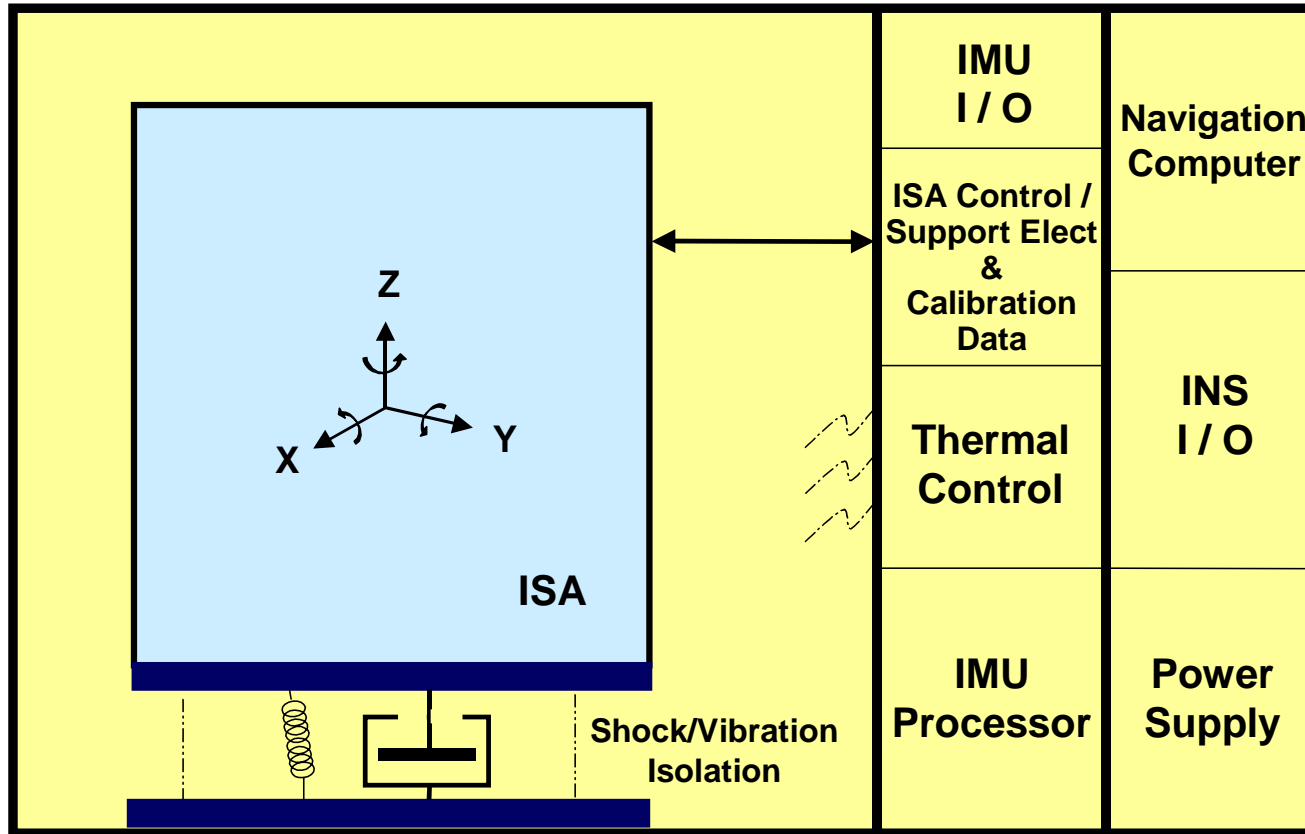 Z
X
Y
ISA
Shock/Vibration
Isolation
IMU
I / O
ISA Control /
Support Elect
&
Calibration
Data
Thermal
Control
IMU
Processor
Navigation
Computer
INS
I / O
Power
Supply